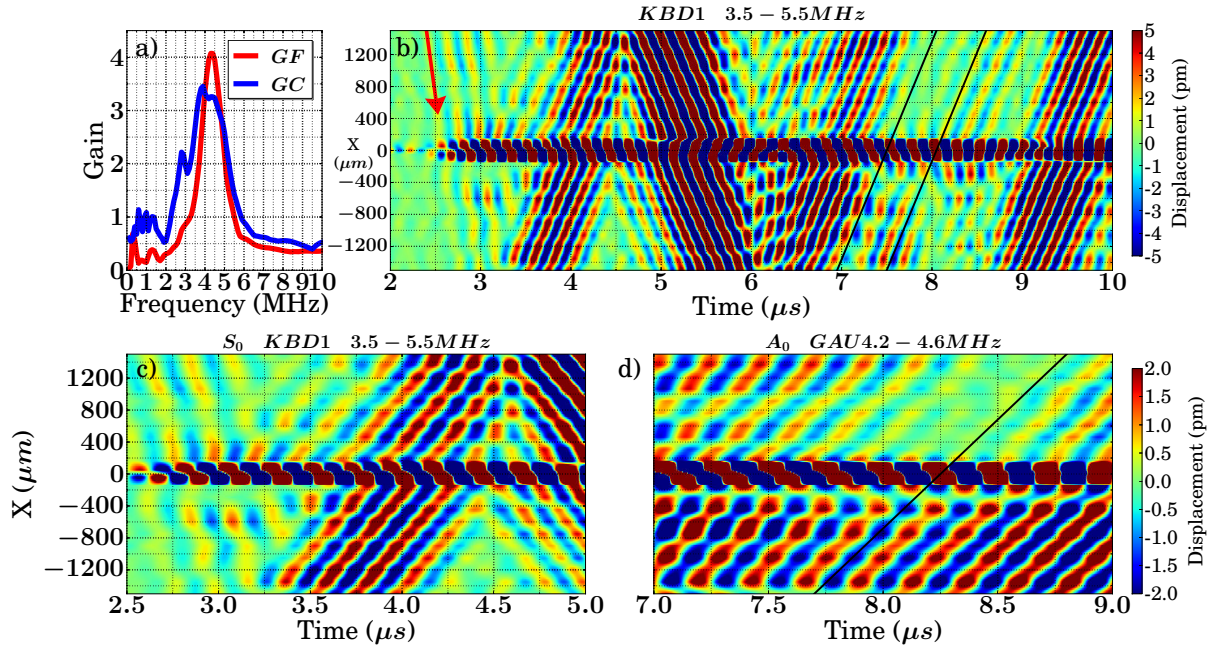 KBD1 3.5 − 5.5MHz
a)
GF
GC
4
3
2
1
0
Gain
0 1 2 3 4 5 6 7 8 9 10
Frequency (MHz)
b)
1200
800
400
X 0
(μm)
−400
−800
−1200
2 3 4 5 6 7 8 9 10
Time (μs)
5
4
3
2
1
0
-1
-2
-3
-4
-5
Displacement (pm)
S0 KBD1 3.5 − 5.5MHz
c)
1200
800
400
0
−400
−800
−1200
X (μm)
2.5 3.0 3.5 4.0 4.5 5.0
Time (μs)
A0 GAU4.2 − 4.6MHz
d)
7.0 7.5 8.0 8.5 9.0
Time (μs)
2.0
1.5
1.0
0.5
0.0
-0.5
-1.0
-1.5
-2.0
Displacement (pm)